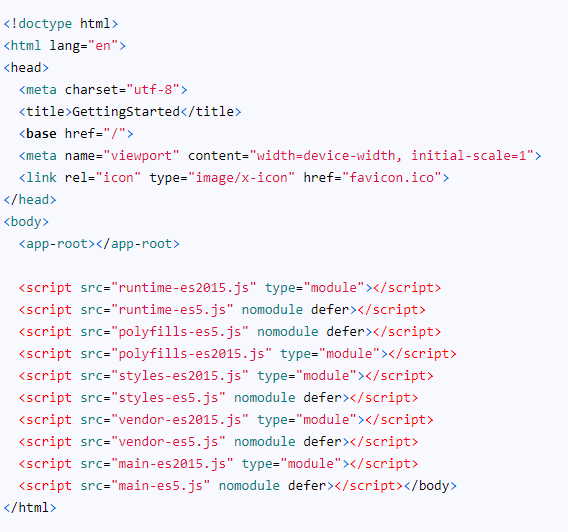 <!doctype html>
<html lang="en">
<head>
  <meta charset="utf-8">
  <title>GettingStarted</title>
  <base href="/">
  <meta name="viewport" content="width=device-width, initial-scale=1">
  <link rel="icon" type="image/x-icon" href="favicon.ico">
</head>
<body>
  <app-root></app-root>

  <script src="runtime-es2015.js" type="module"></script>
  <script src="runtime-es5.js" nomodule defer></script>
  <script src="polyfills-es5.js" nomodule defer></script>
  <script src="polyfills-es2015.js" type="module"></script>
  <script src="styles-es2015.js" type="module"></script>
  <script src="styles-es5.js" nomodule defer></script>
  <script src="vendor-es2015.js" type="module"></script>
  <script src="vendor-es5.js" nomodule defer></script>
  <script src="main-es2015.js" type="module"></script>
  <script src="main-es5.js" nomodule defer></script></body>
</html>